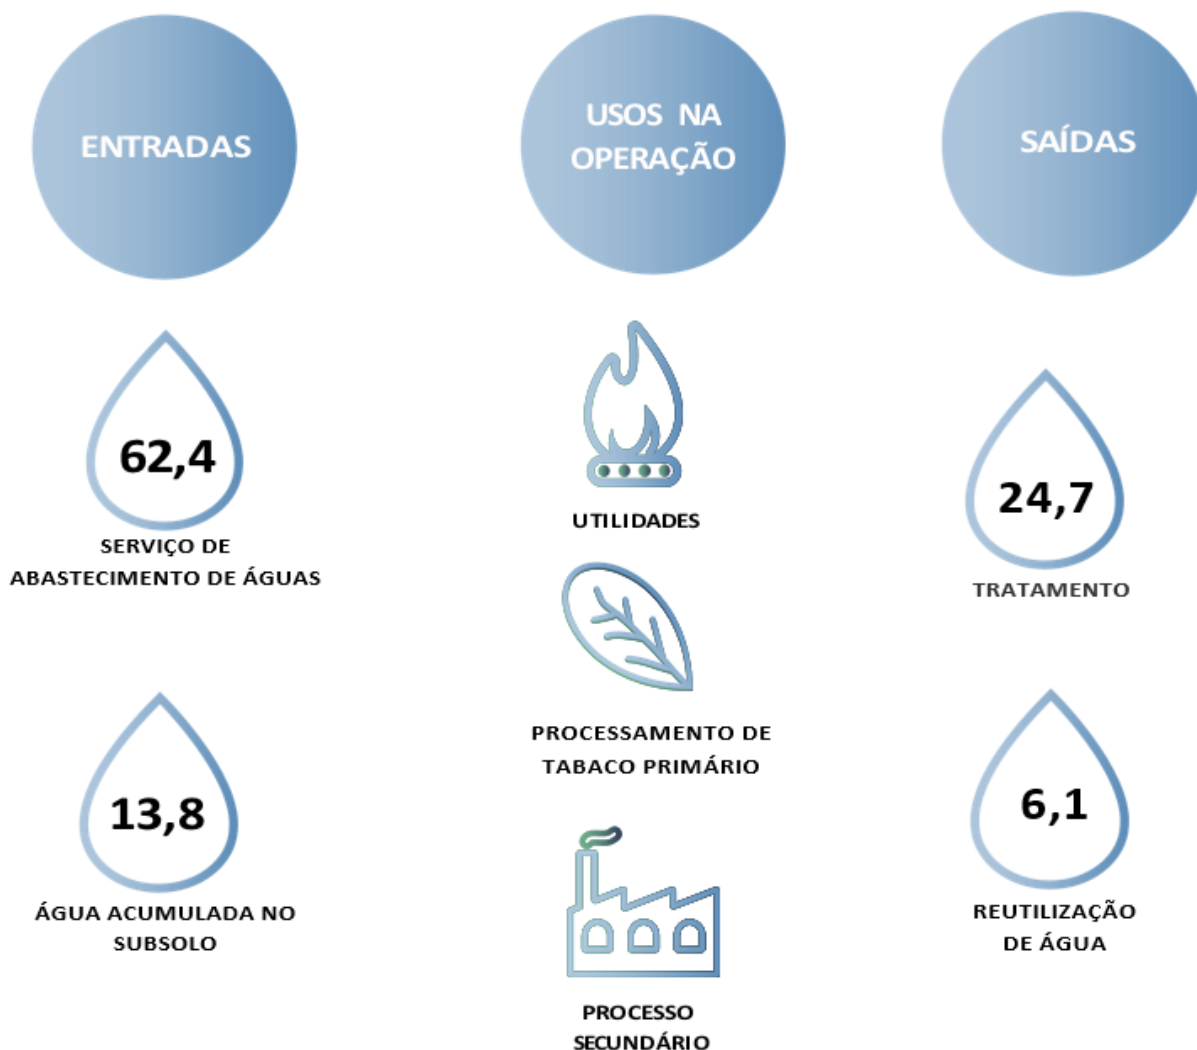 ENTRADAS
62,4
SERVIÇO DE
ABASTECIMENTO DE ÁGUAS
13,8
ÁGUA ACUMULADA NO
SUBSOLO
USOS NA
OPERAÇÃO
UTILIDADES
PROCESSAMENTO DE
TABACO PRIMÁRIO
PROCESSO
SECUNDÁRIO
SAÍDAS
24,7
TRATAMENTO
6,1
REUTILIZAÇÃO
DE ÁGUA